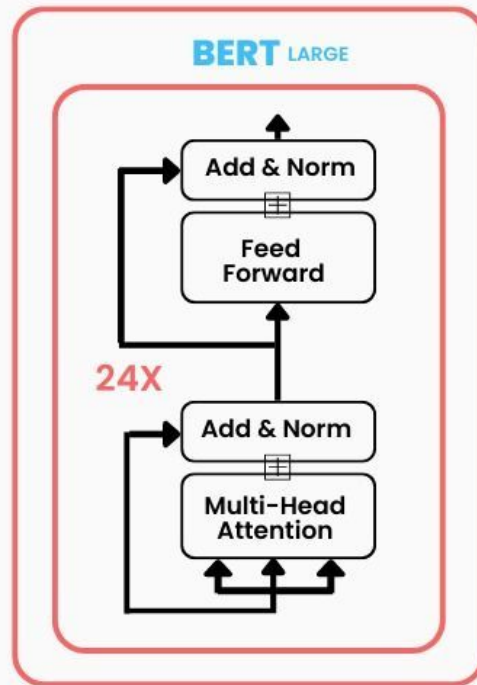 BERT LARGE
Add & Norm
Feed
Forward
24X
Add & Norm
Multi-Head
Attention